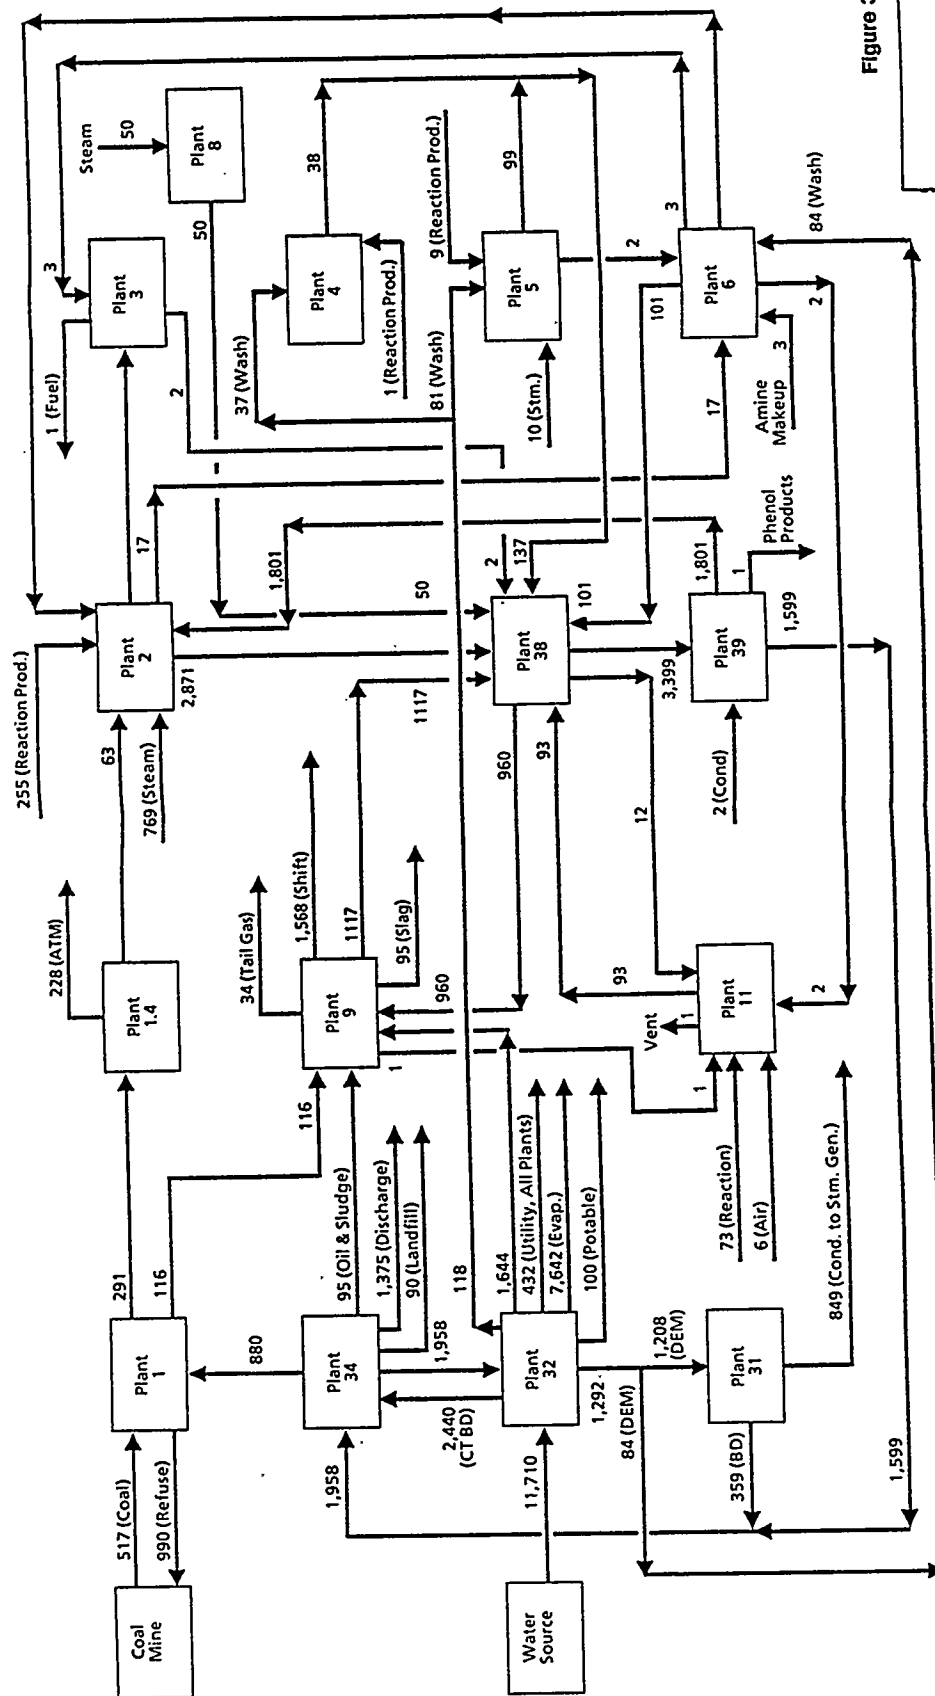 Coal
Mine
517 (Coal)
990 (Refuse)
Plant
1
291
116
880
Plant
1.4
228 (ATM)
63
255 (Reaction Prod.)
769 (Steam)
Plant
2
2,871
17
1,801
Plant
3
1 (Fuel)
3
2
50
Steam
50
Plant
8
116
95 (Oil & Sludge)
1,375 (Discharge)
90 (Landfill)
Plant
34
1,958
1,958
2,440
(CT BD)
Plant
9
34 (Tail Gas)
1,568 (Shift)
1117
95 (Slag)
960
1
1117
50
37 (Wash)
Plant
4
38
1 (Reaction Prod.)
81 (Wash)
9 (Reaction Prod.)
Plant
5
99
10 (Stm.)
2
Water
Source
11,710
Plant
32
118
1,644
432 (Utility, All Plants)
7,642 (Evap.)
100 (Potable)
1,292
84 (DEM)
1,208
(DEM)
Plant
38
2
137
101
960
93
12
3,399
101
Plant
6
3
17
3
Amine
Makeup
2
84 (Wash)
Plant
11
Vent
1
93
1
2
73 (Reaction)
6 (Air)
Plant
39
2 (Cond)
1,801
1
Phenol
Products
1,599
Plant
31
359 (BD)
849 (Cond. to Stm. Gen.)
1,599